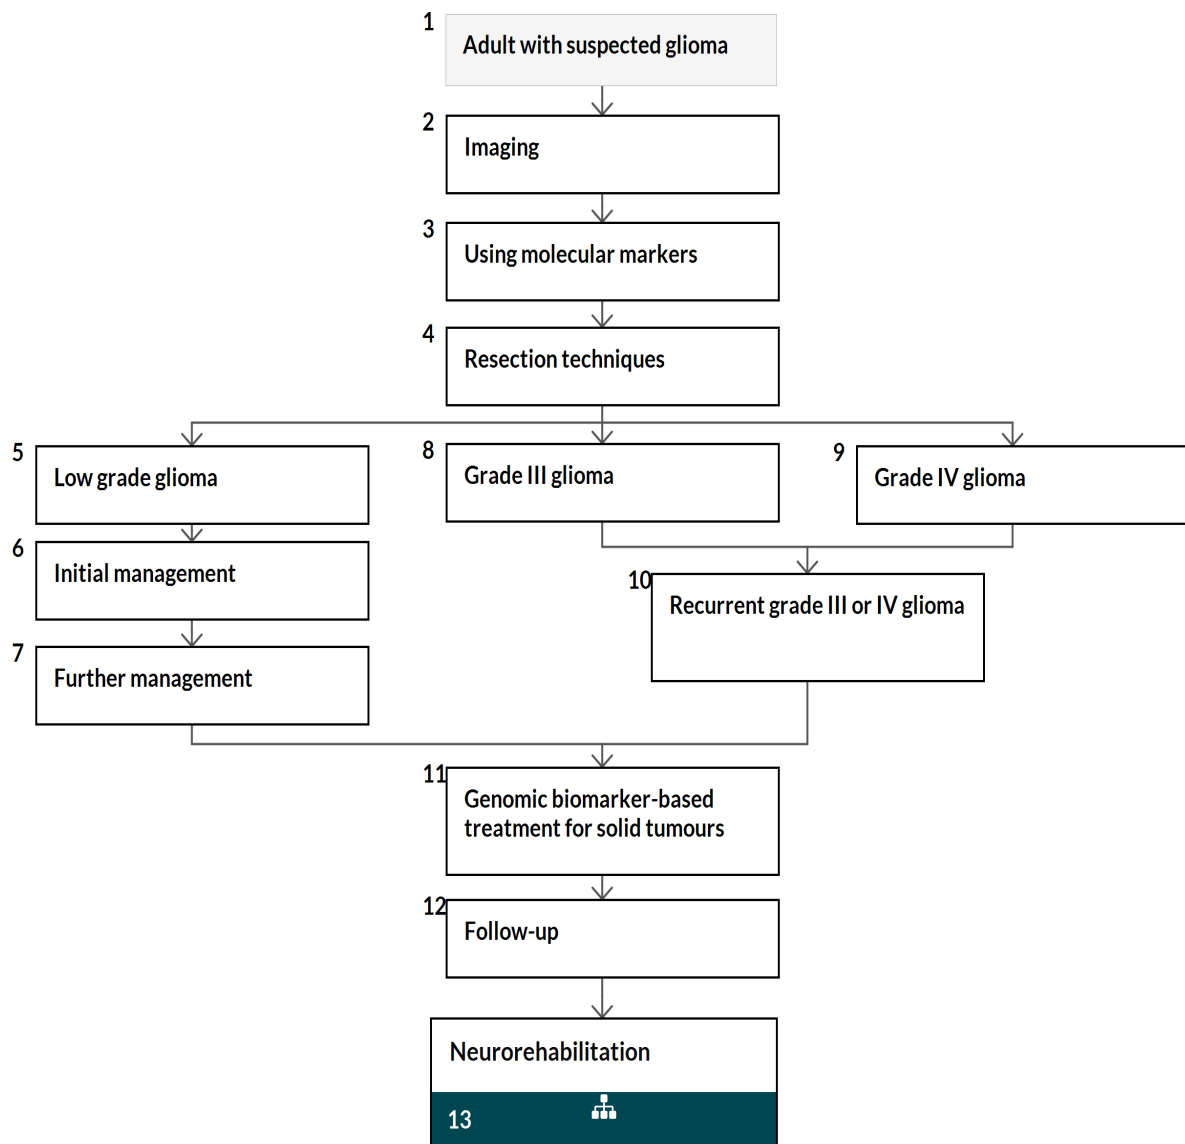 1
Adult with suspected glioma
2
Imaging
3
Using molecular markers
4
Resection techniques
5
Low grade glioma
8
Grade III glioma
9
Grade IV glioma
6
Initial management
10
Recurrent grade III or IV glioma
7
Further management
11
Genomic biomarker-based
treatment for solid tumours
12
Follow-up
Neurorehabilitation
13